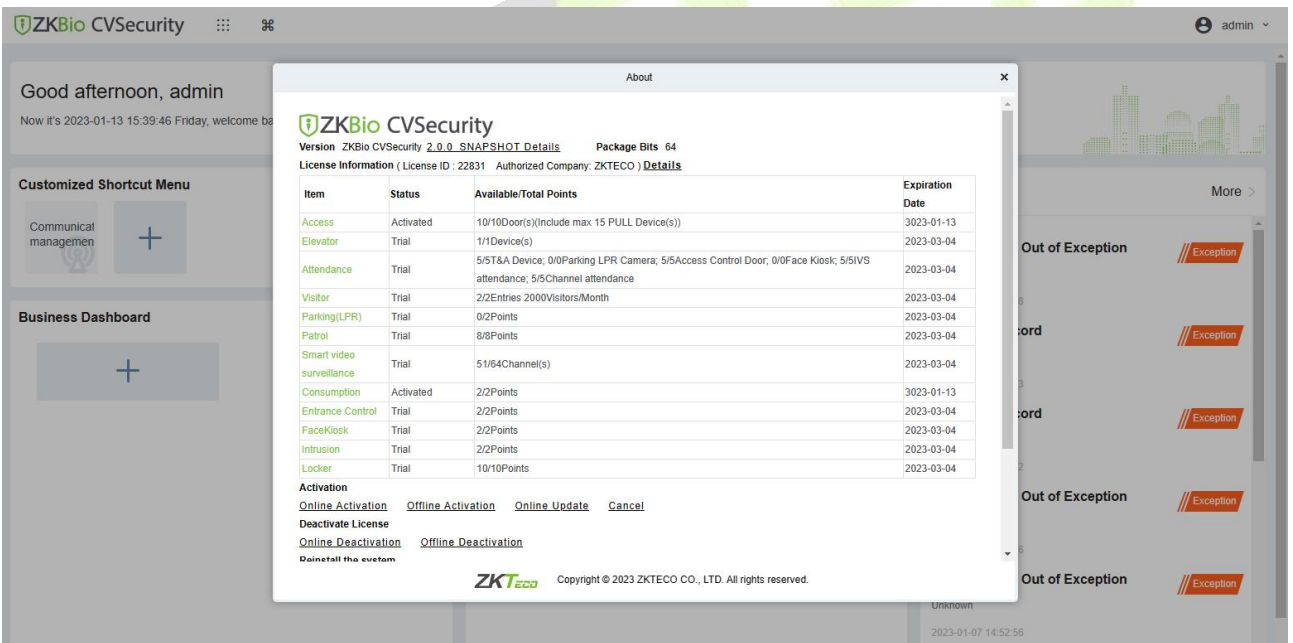 ZKBio CVSecurity
admin
Good afternoon, admin
Now it's 2023-01-13 15:39:46 Friday, welcome ba
Customized Shortcut Menu
Communicat
managemen
Business Dashboard
About
ZKBio CVSecurity
Version ZKBio CVSecurity 2.0.0_SNAPSHOT Details Package Bits 64
License Information ( License ID : 22831 Authorized Company: ZKTECO ) Details
Item Status Available/Total Points Expiration Date
Access Activated 10/10Door(s)(Include max 15 PULL Device(s)) 3023-01-13
Elevator Trial 1/1Device(s) 2023-03-04
Attendance Trial 5/5T&A Device; 0/0Parking LPR Camera; 5/5Access Control Door; 0/0Face Kiosk; 5/5IVS
attendance; 5/5Channel attendance 2023-03-04
Visitor Trial 2/2Entries 2000Visitors/Month 2023-03-04
Parking(LPR) Trial 0/2Points 2023-03-04
Patrol Trial 8/8Points 2023-03-04
Smart video
surveillance Trial 51/64Channel(s) 2023-03-04
Consumption Activated 2/2Points 3023-01-13
Entrance Control Trial 2/2Points 2023-03-04
FaceKiosk Trial 2/2Points 2023-03-04
Intrusion Trial 2/2Points 2023-03-04
Locker Trial 10/10Points 2023-03-04
Activation
Online Activation Offline Activation Online Update Cancel
Deactivate License
Online Deactivation Offline Deactivation
Reinstall the system
ZKTeco Copyright © 2023 ZKTECO CO., LTD. All rights reserved.
More
Out of Exception
Exception
8
cord
Exception
3
cord
Exception
2
Out of Exception
Exception
6
Out of Exception
Exception
Unknown
2023-01-07 14:52:56